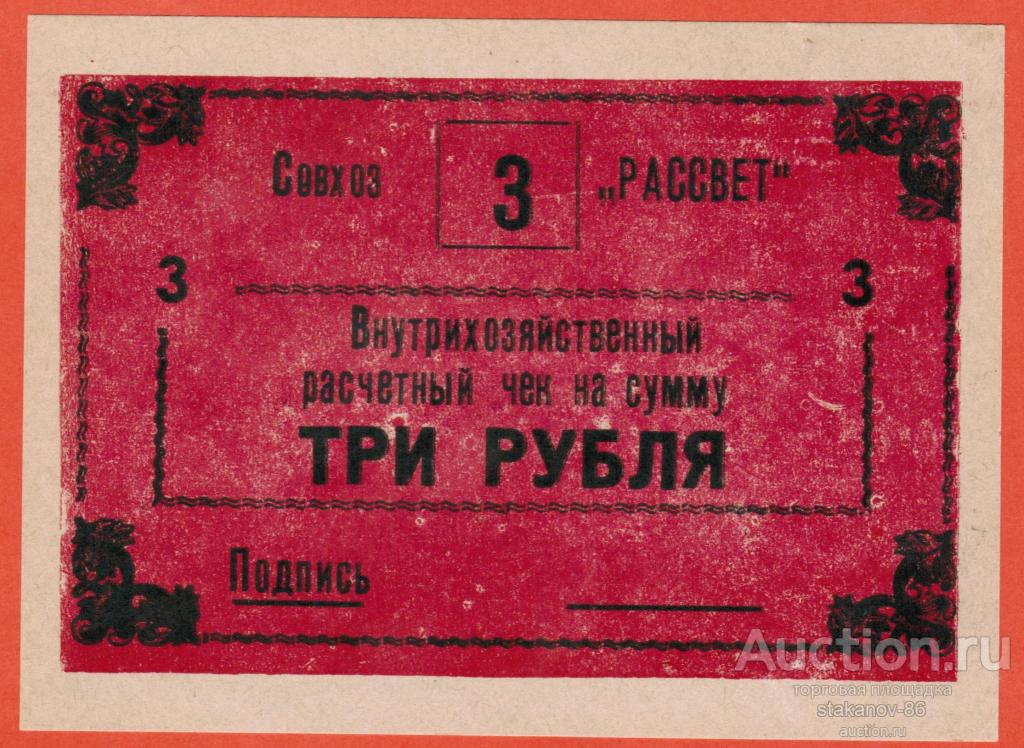 Совхоз 3 „РАССВЕТ"
3 3
Внутрихозяйственный
расчетный чек на сумму
ТРИ РУБЛЯ
Подпись
Auction.ru
торговая площадка
stakanov-86
auction.ru